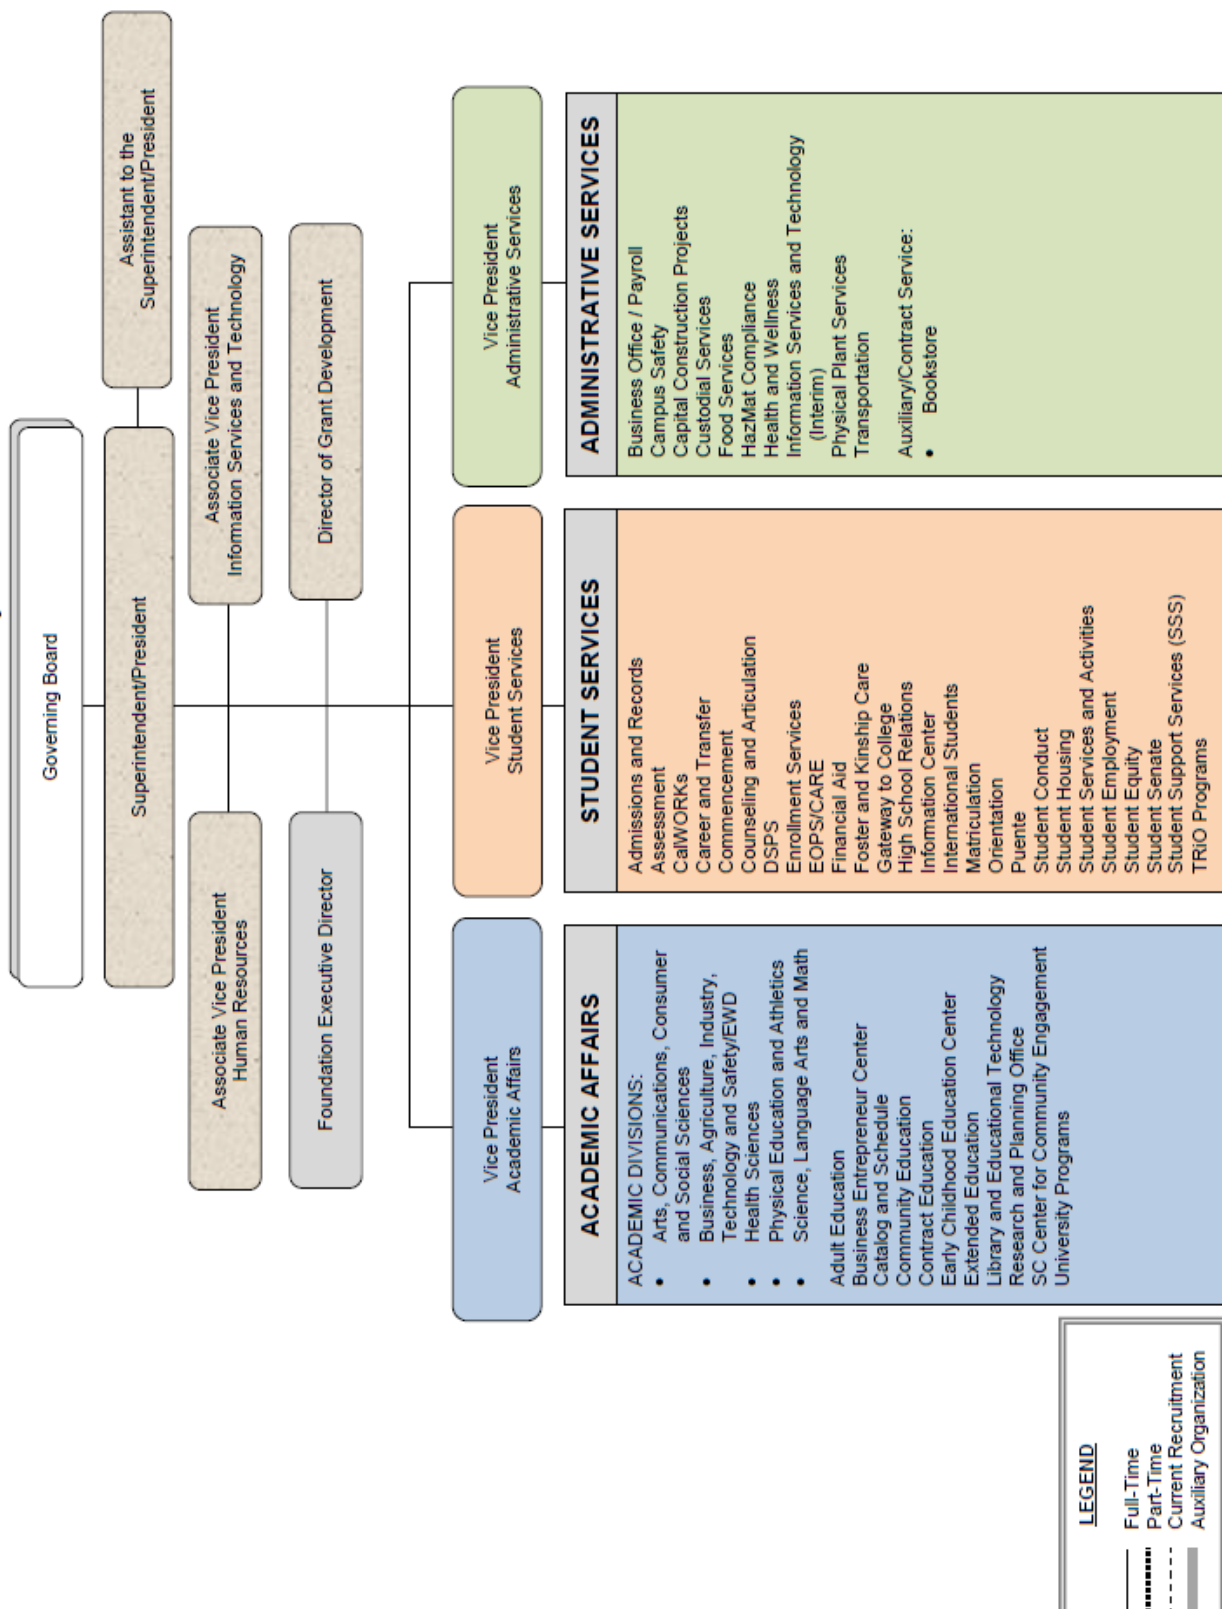 Governing Board
Superintendent/President
Assistant to the
Superintendent/President
Associate Vice President
Human Resources
Associate Vice President
Information Services and Technology
Foundation Executive Director
Director of Grant Development
Vice President
Academic Affairs
Vice President
Student Services
Vice President
Administrative Services
ACADEMIC AFFAIRS
ACADEMIC DIVISIONS:
• Arts, Communications, Consumer
and Social Sciences
• Business, Agriculture, Industry,
Technology and Safety/EWD
• Health Sciences
• Physical Education and Athletics
• Science, Language Arts and Math
Adult Education
Business Entrepreneur Center
Catalog and Schedule
Community Education
Contract Education
Early Childhood Education Center
Extended Education
Library and Educational Technology
Research and Planning Office
SC Center for Community Engagement
University Programs
STUDENT SERVICES
Admissions and Records
Assessment
CalWORKs
Career and Transfer
Commencement
Counseling and Articulation
DSPS
Enrollment Services
EOPS/CARE
Financial Aid
Foster and Kinship Care
Gateway to College
High School Relations
Information Center
International Students
Matriculation
Orientation
Puente
Student Conduct
Student Housing
Student Services and Activities
Student Employment
Student Equity
Student Senate
Student Support Services (SSS)
TRiO Programs
ADMINISTRATIVE SERVICES
Business Office / Payroll
Campus Safety
Capital Construction Projects
Custodial Services
Food Services
HazMat Compliance
Health and Wellness
Information Services and Technology
(Interim)
Physical Plant Services
Transportation
Auxiliary/Contract Service:
• Bookstore
LEGEND
Full-Time
Part-Time
Current Recruitment
Auxiliary Organization